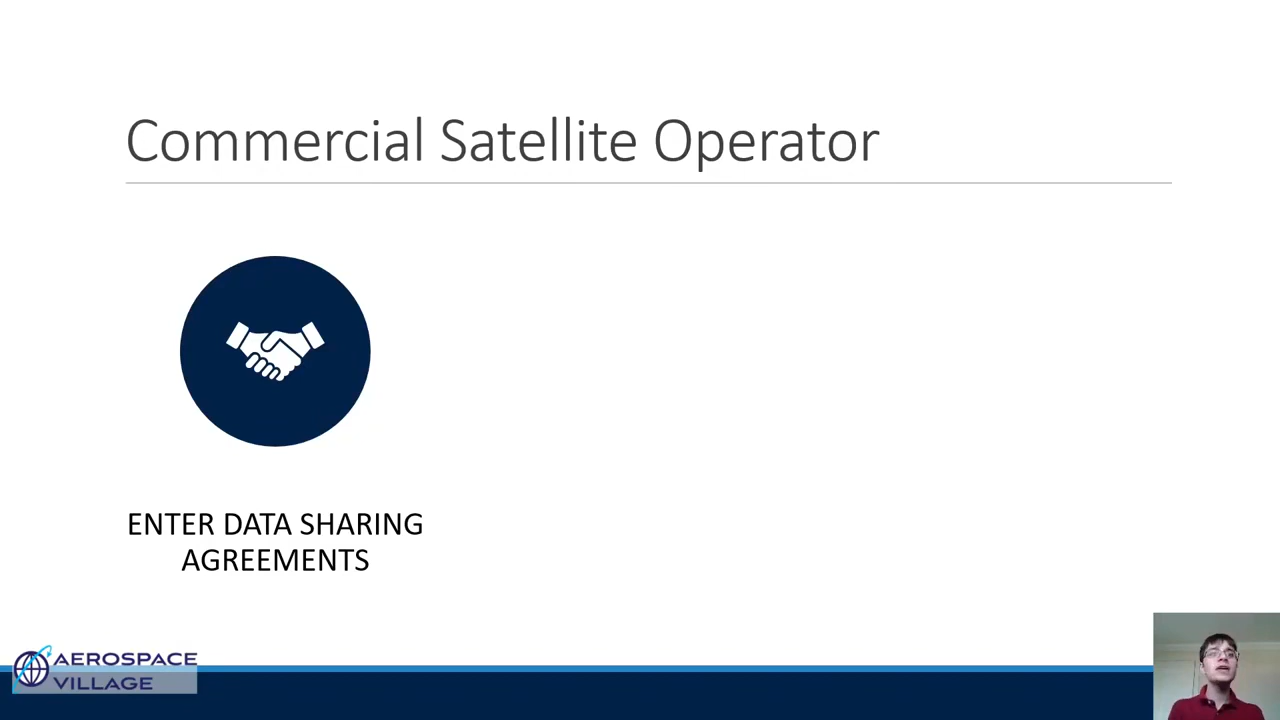 Commercial Satellite Operator
ENTER DATA SHARING
AGREEMENTS
AEROSPACE
VILLAGE